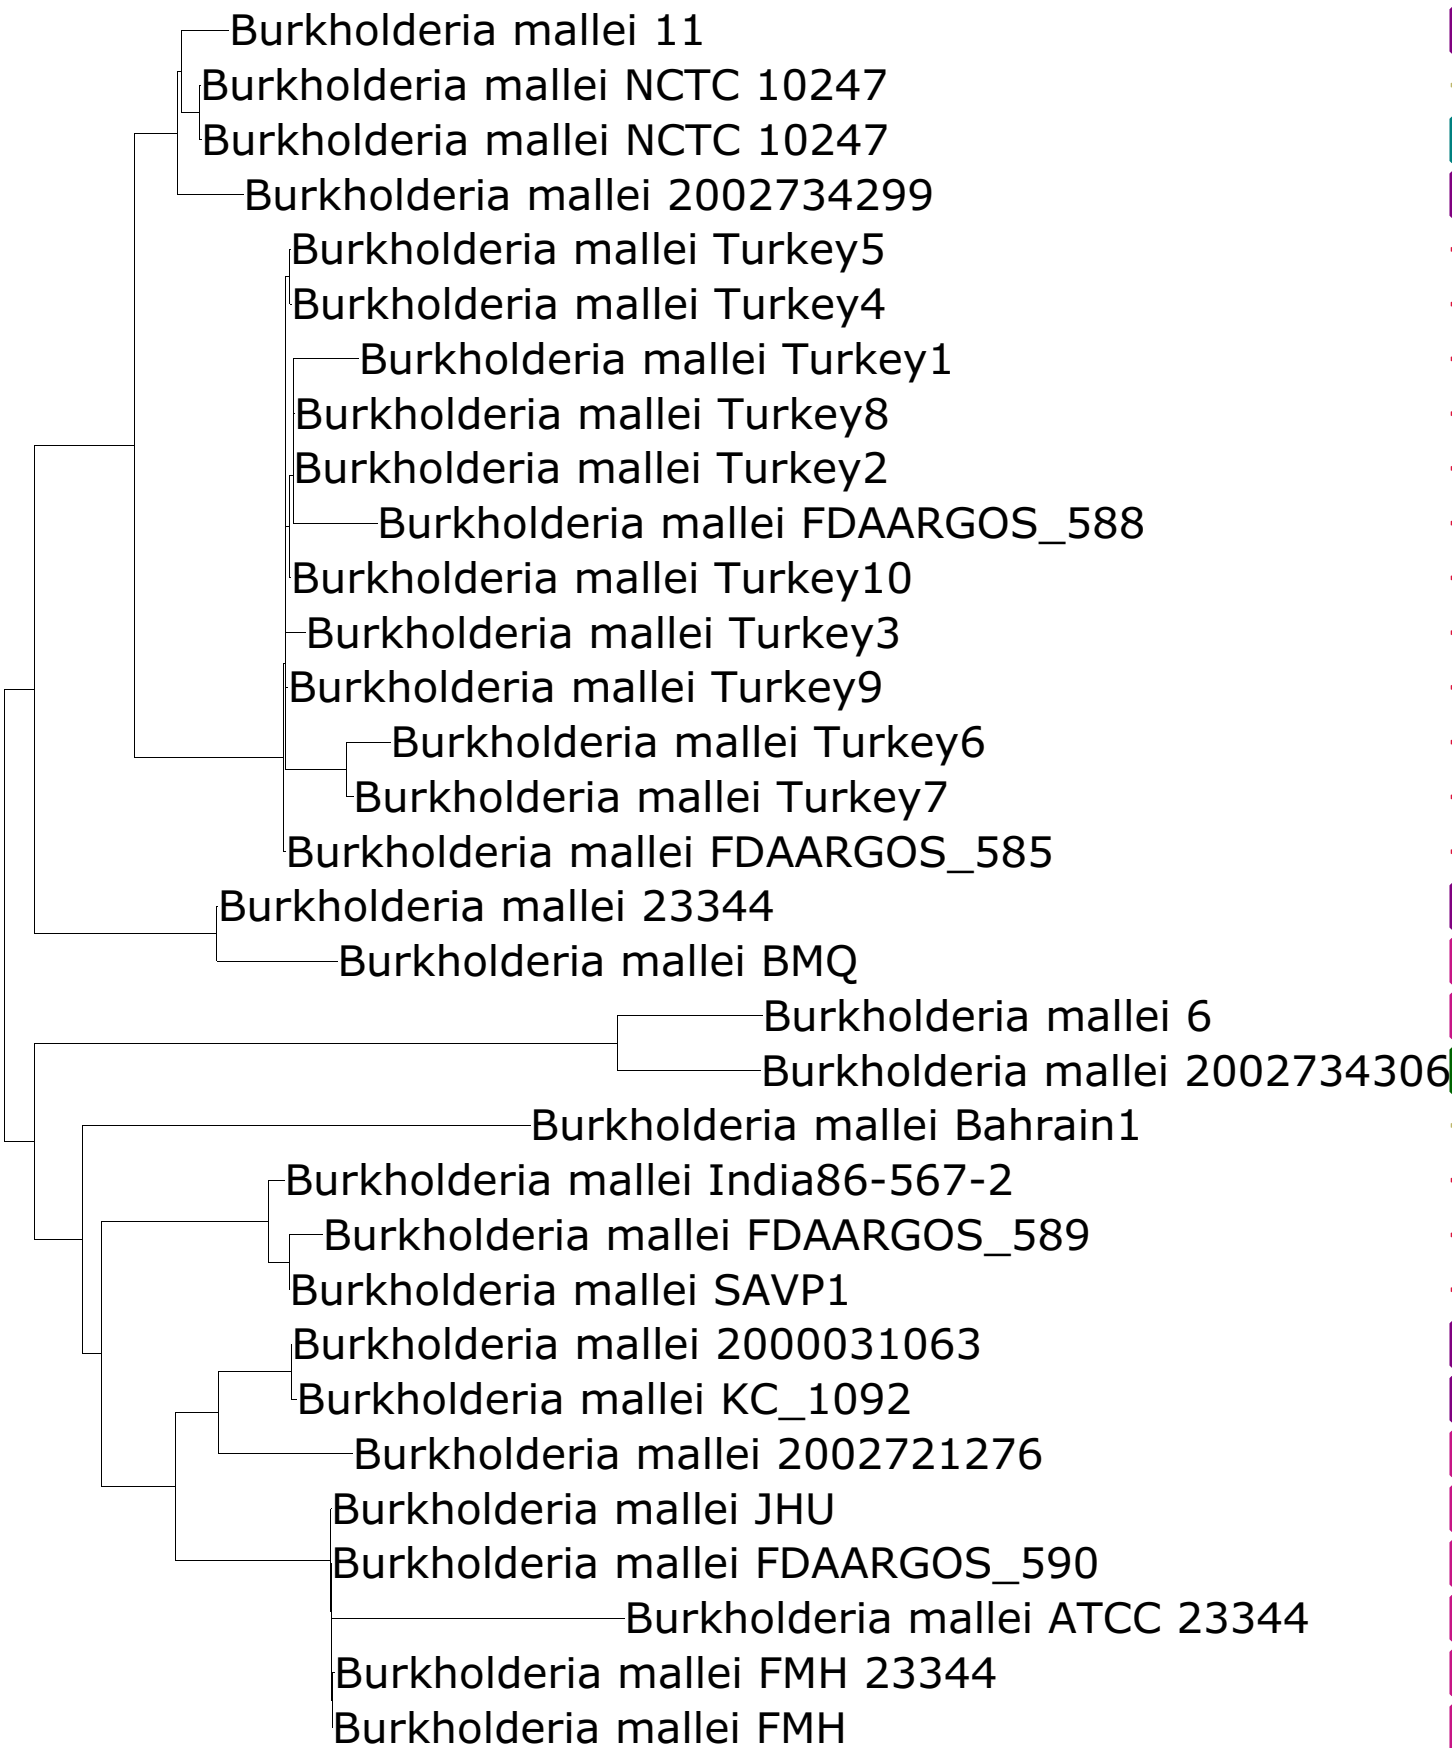 Burkholderia mallei 11
Burkholderia mallei NCTC 10247
Burkholderia mallei NCTC 10247
Burkholderia mallei 2002734299
Burkholderia mallei Turkey5
Burkholderia mallei Turkey4
Burkholderia mallei Turkey1
Burkholderia mallei Turkey8
Burkholderia mallei Turkey2
Burkholderia mallei FDAARGOS_588
Burkholderia mallei Turkey10
Burkholderia mallei Turkey3
Burkholderia mallei Turkey9
Burkholderia mallei Turkey6
Burkholderia mallei Turkey7
Burkholderia mallei FDAARGOS_585
Burkholderia mallei 23344
Burkholderia mallei BMQ
Burkholderia mallei 6
Burkholderia mallei 2002734306
Burkholderia mallei Bahrain1
Burkholderia mallei India86-567-2
Burkholderia mallei FDAARGOS_589
Burkholderia mallei SAVP1
Burkholderia mallei 2000031063
Burkholderia mallei KC_1092
Burkholderia mallei 2002721276
Burkholderia mallei JHU
Burkholderia mallei FDAARGOS_590
Burkholderia mallei ATCC 23344
Burkholderia mallei FMH 23344
Burkholderia mallei FMH